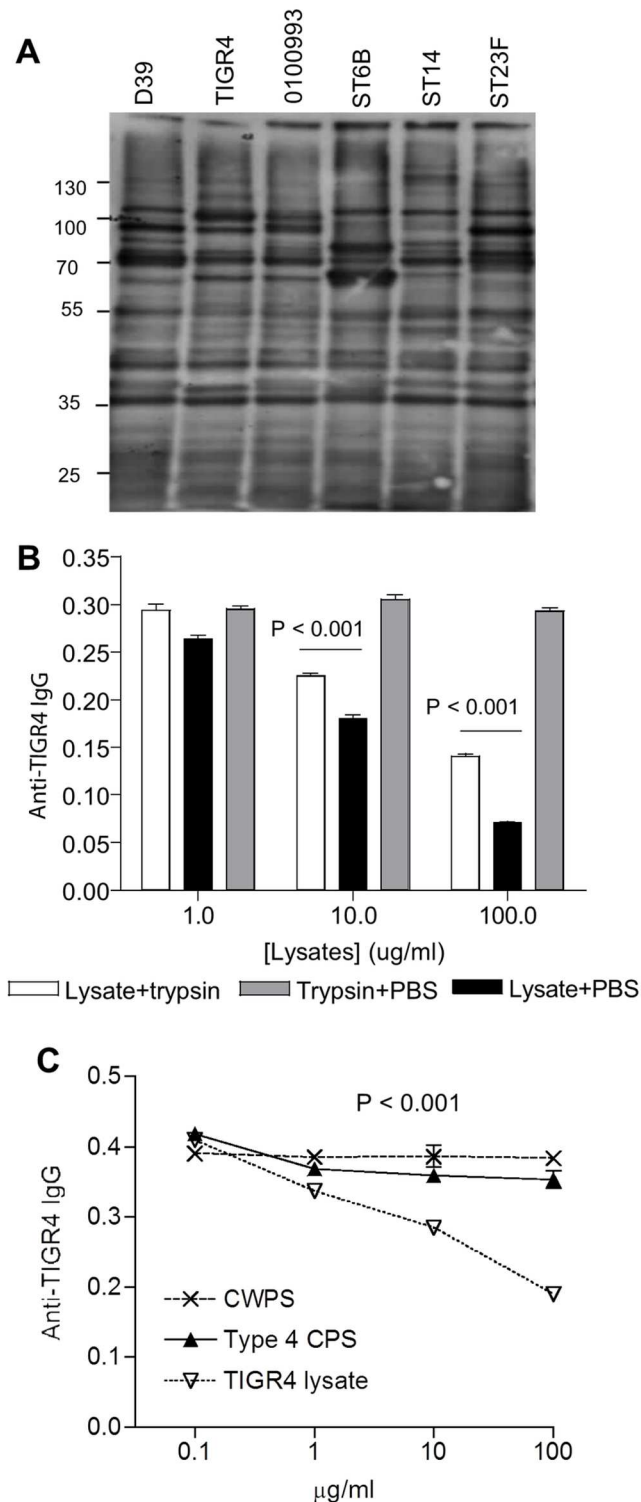 A
D39
TIGR4
0100993
ST6B
ST14
ST23F
130
100
70
55
35
25
B
0.35
0.30
0.25
0.20
0.15
0.10
0.05
0.00
Anti-TIGR4 IgG
P < 0.001
P < 0.001
1.0 10.0 100.0
[Lysates] (ug/ml)
Lysate+trypsin Trypsin+PBS Lysate+PBS
C
0.5
0.4
0.3
0.2
0.1
0.0
Anti-TIGR4 IgG
P < 0.001
CWPS
Type 4 CPS
TIGR4 lysate
0.1 1 10 100
μg/ml